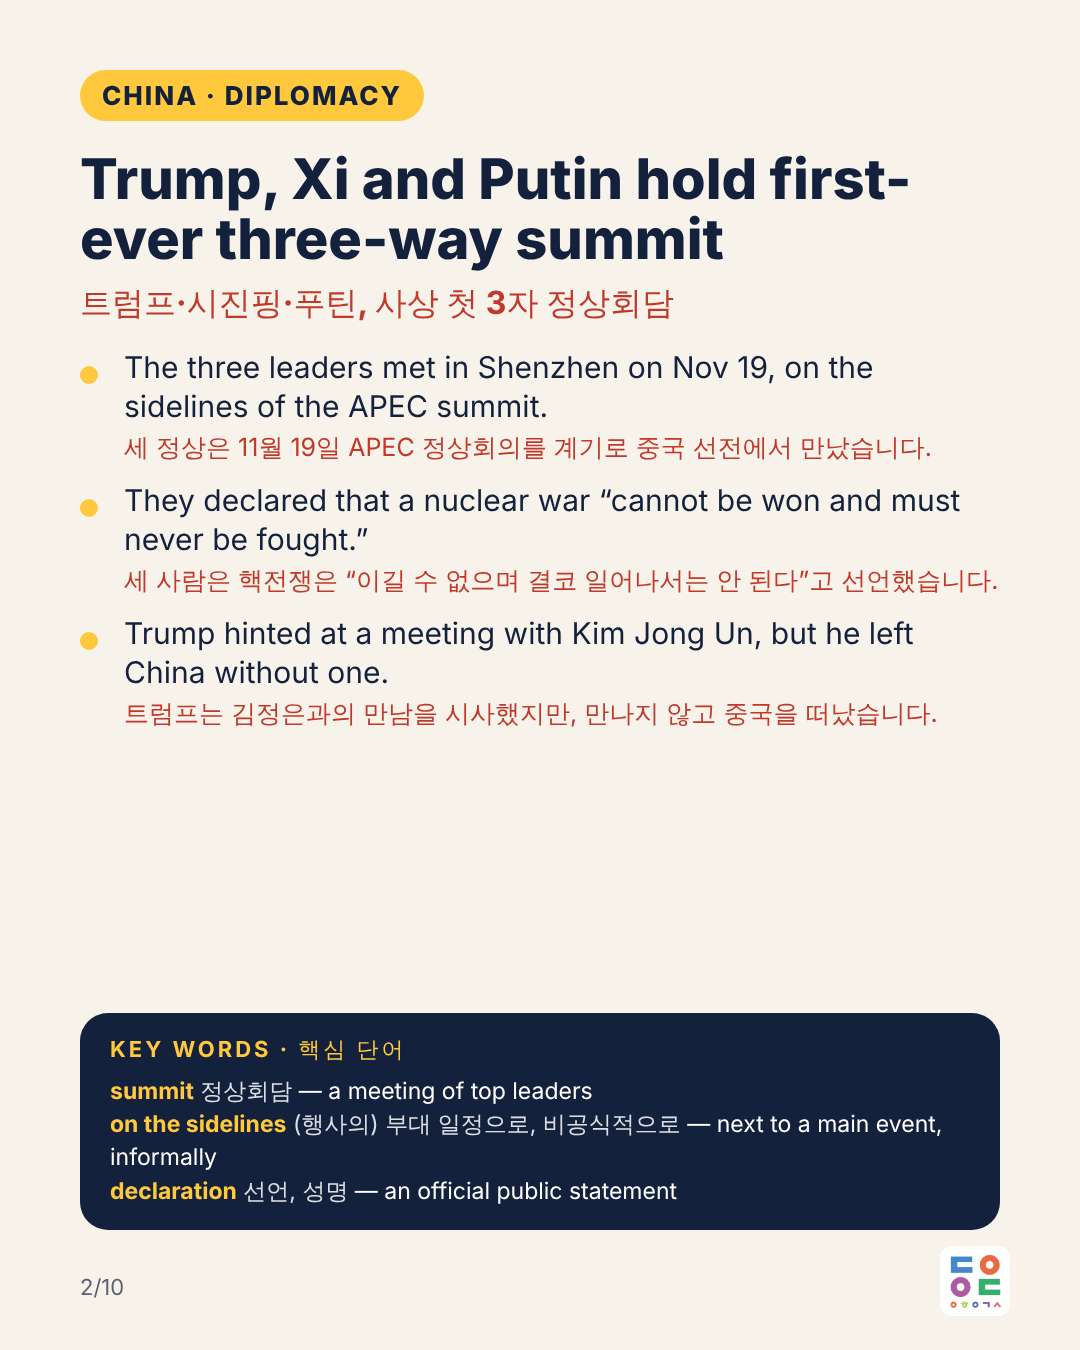 CHINA · DIPLOMACY
Trump, Xi and Putin hold first-
ever three-way summit
트럼프·시진핑·푸틴, 사상 첫 3자 정상회담
The three leaders met in Shenzhen on Nov 19, on the
sidelines of the APEC summit.
세 정상은 11월 19일 APEC 정상회의를 계기로 중국 선전에서 만났습니다.
They declared that a nuclear war “cannot be won and must
never be fought.”
세 사람은 핵전쟁은 “이길 수 없으며 결코 일어나서는 안 된다”고 선언했습니다.
Trump hinted at a meeting with Kim Jong Un, but he left
China without one.
트럼프는 김정은과의 만남을 시사했지만, 만나지 않고 중국을 떠났습니다.
KEY WORDS · 핵심 단어
summit 정상회담 — a meeting of top leaders
on the sidelines (행사의) 부대 일정으로, 비공식적으로 — next to a main event,
informally
declaration 선언, 성명 — an official public statement
2/10